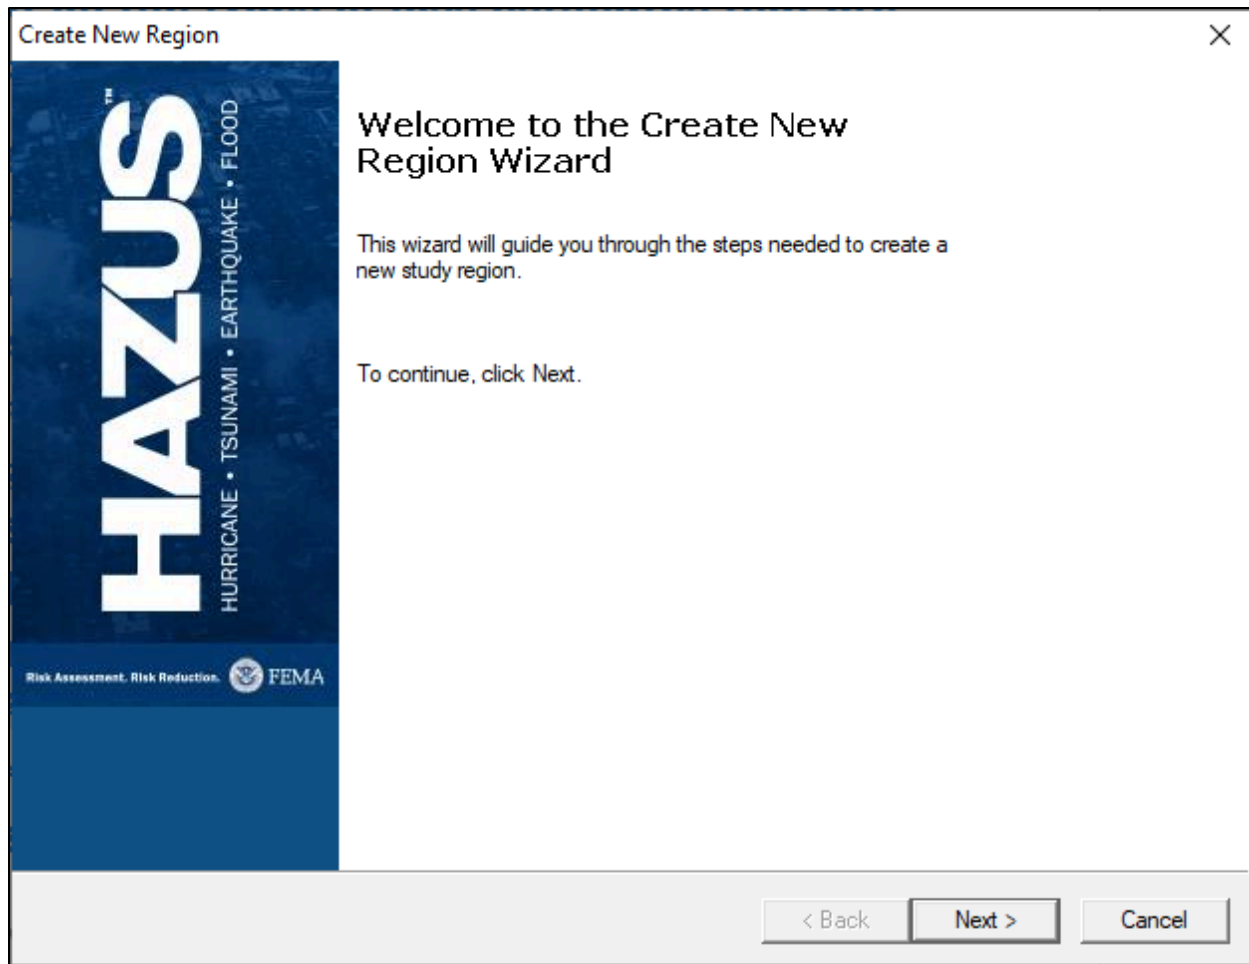 Create New Region
HAZUS™
HURRICANE • TSUNAMI • EARTHQUAKE • FLOOD
Risk Assessment. Risk Reduction. FEMA
Welcome to the Create New
Region Wizard
This wizard will guide you through the steps needed to create a
new study region.
To continue, click Next.
< Back
Next >
Cancel